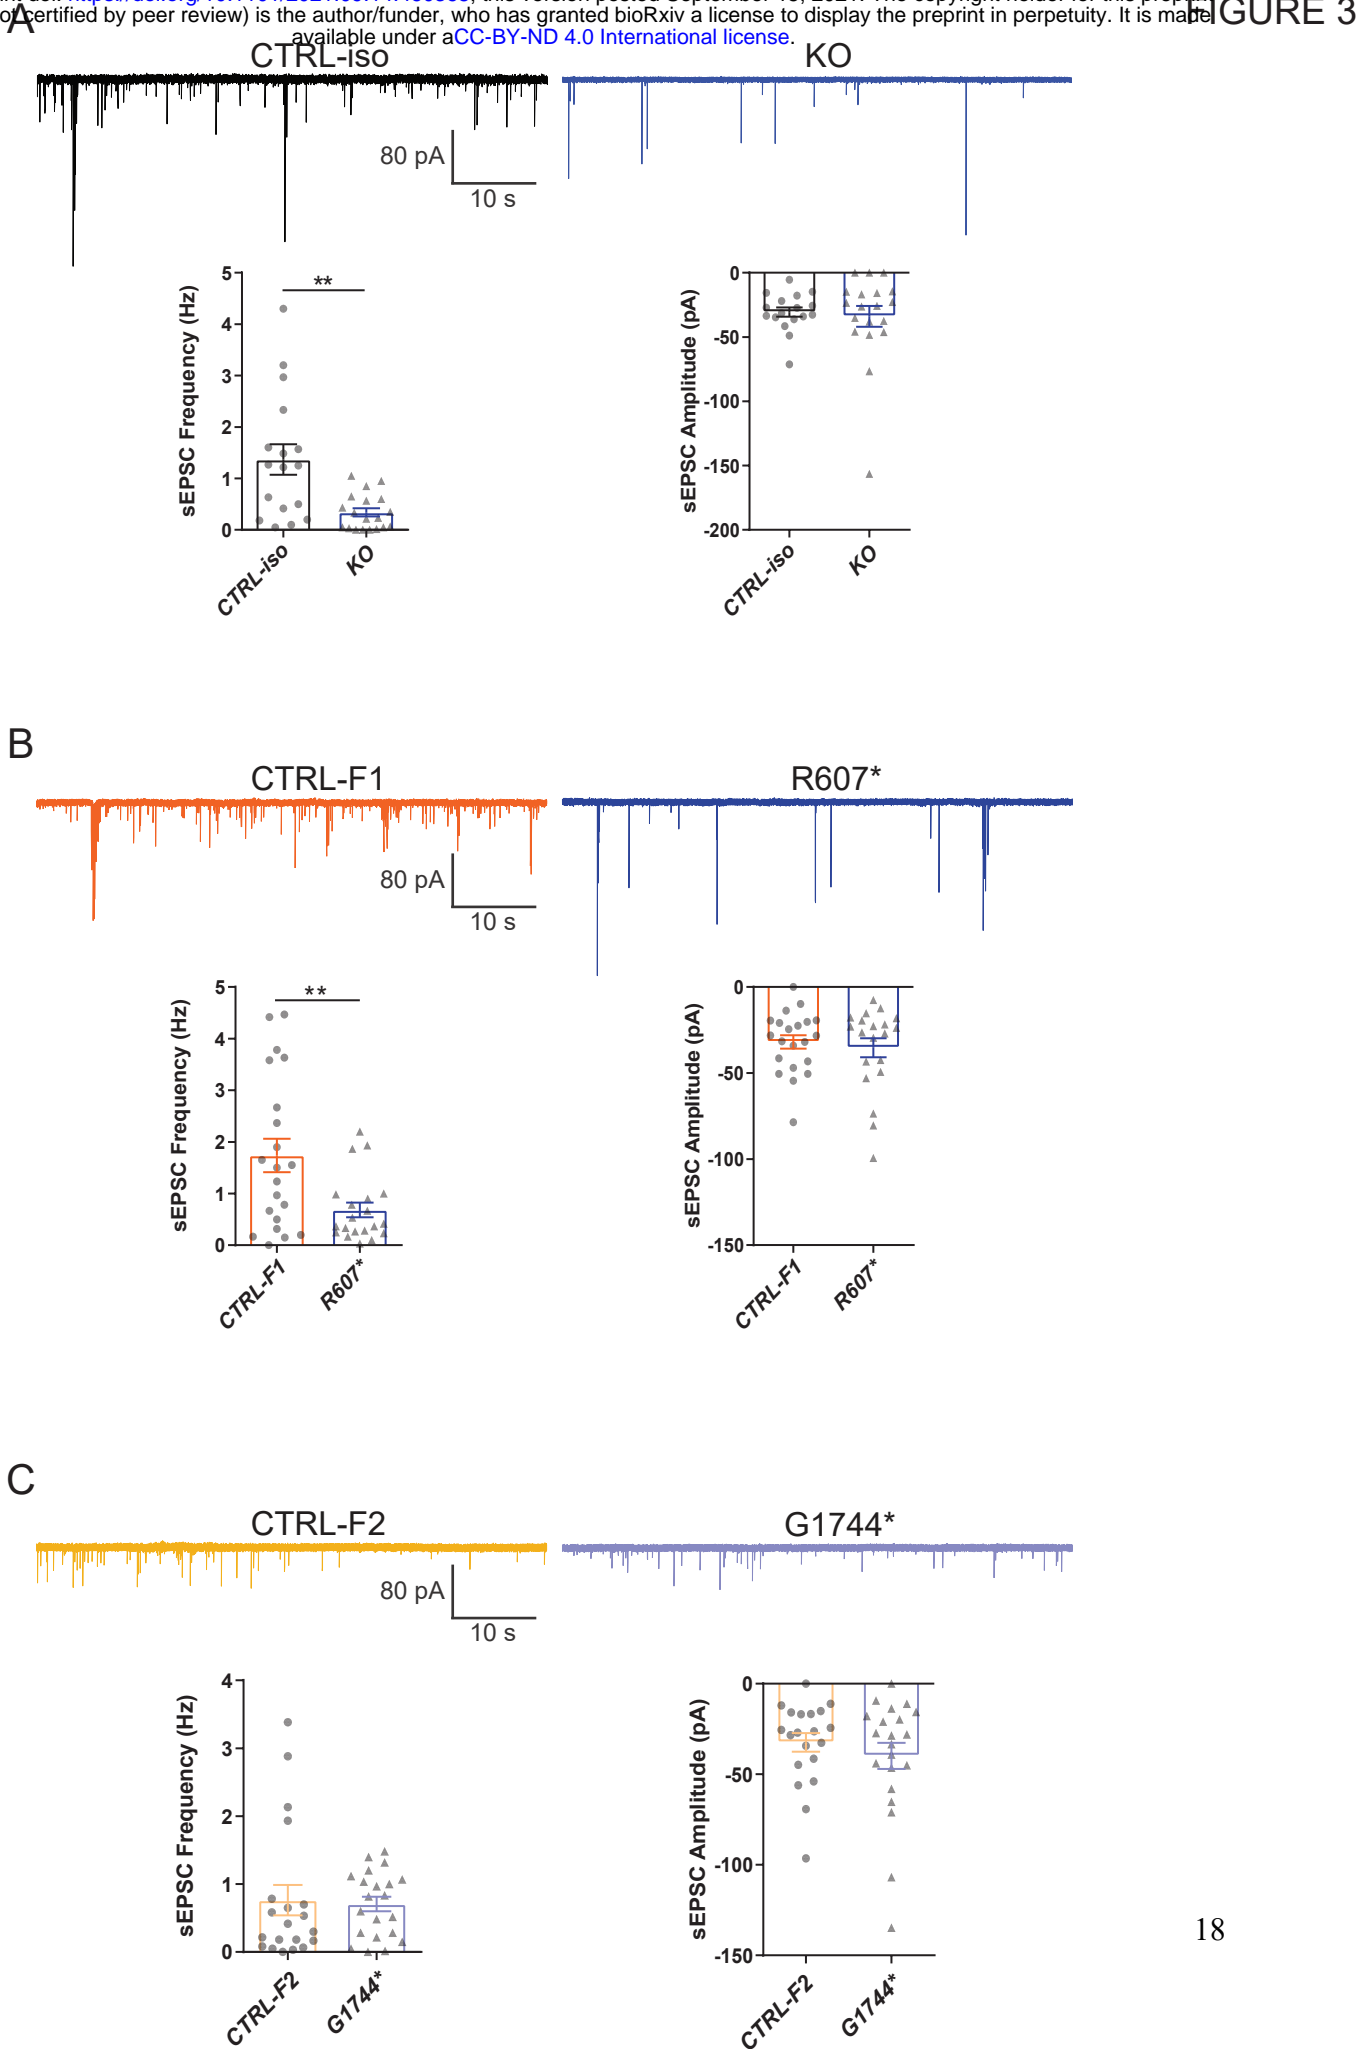 FIGURE 3
certified by peer review) is the author/funder, who has granted bioRxiv a license to display the preprint in perpetuity. It is made
available under aCC-BY-ND 4.0 International license.
A
CTRL-iso
KO
80 pA
10 s
sEPSC Frequency (Hz)
5
4
3
2
1
0
**
CTRL-iso
KO
sEPSC Amplitude (pA)
0
-50
-100
-150
-200
CTRL-iso
KO
B
CTRL-F1
R607*
80 pA
10 s
sEPSC Frequency (Hz)
5
4
3
2
1
0
**
CTRL-F1
R607*
sEPSC Amplitude (pA)
0
-50
-100
-150
CTRL-F1
R607*
C
CTRL-F2
G1744*
80 pA
10 s
sEPSC Frequency (Hz)
4
3
2
1
0
CTRL-F2
G1744*
sEPSC Amplitude (pA)
0
-50
-100
-150
CTRL-F2
G1744*
18